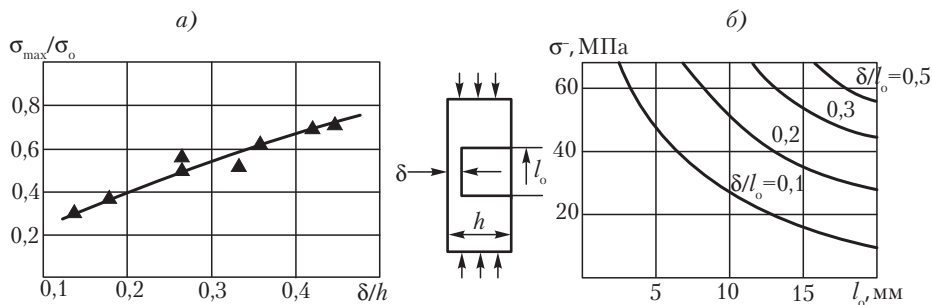 а)
σmax/σo
0,8
0,6
0,4
0,2
0,1 0,2 0,3 0,4 δ/h
δ
lo
h
б)
σ⁻, МПа
60
40
20
δ/lo=0,5
0,3
0,2
δ/lo=0,1
5 10 15 lo, мм